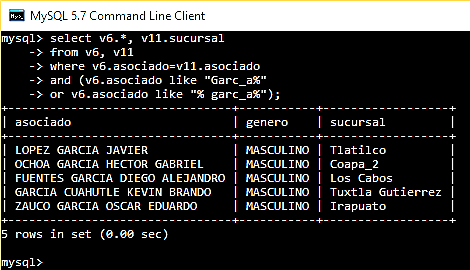 MySQL 5.7 Command Line Client
mysql> select v6.*, v11.sucursal
-> from v6, v11
-> where v6.asociado=v11.asociado
-> and (v6.asociado like "Garc_a%"
-> or v6.asociado like "% garc_a%");
+-----------------------------+-----------+------------------+
| asociado | genero | sucursal |
+-----------------------------+-----------+------------------+
| LOPEZ GARCIA JAVIER | MASCULINO | Tlatilco |
| OCHOA GARCIA HECTOR GABRIEL | MASCULINO | Coapa_2 |
| FUENTES GARCIA DIEGO ALEJANDRO | MASCULINO | Los Cabos |
| GARCIA CUAHUTLE KEVIN BRANDO | MASCULINO | Tuxtla Gutierrez |
| ZAUCO GARCIA OSCAR EDUARDO | MASCULINO | Irapuato |
+-----------------------------+-----------+------------------+
5 rows in set (0.00 sec)
mysql>